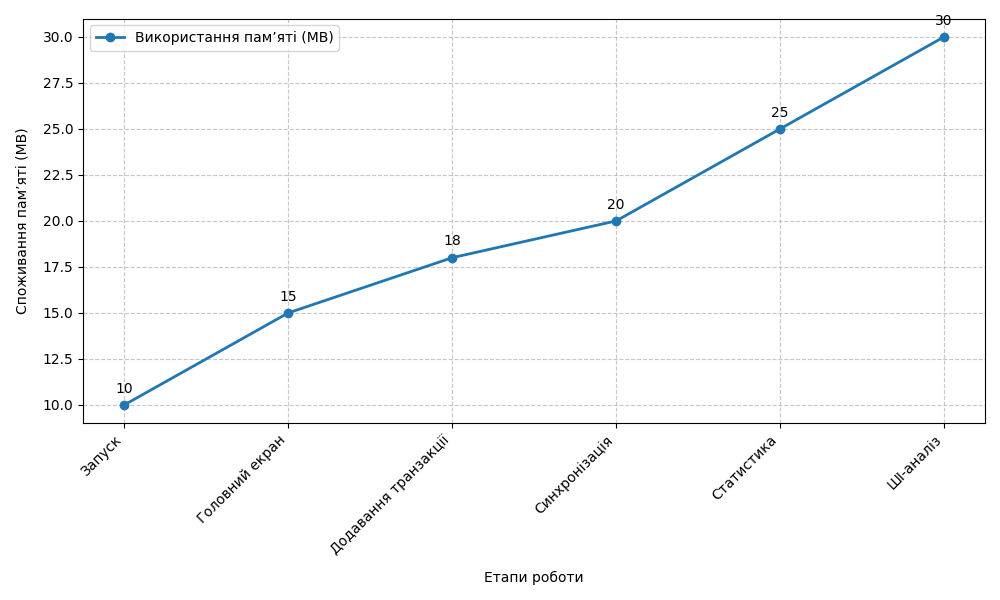 Використання пам’яті (МВ)
Споживання пам’яті (МВ)
30.0
27.5
25.0
22.5
20.0
17.5
15.0
12.5
10.0
10
15
18
20
25
30
Запуск
Головний екран
Додавання транзакції
Синхронізація
Статистика
ШІ-аналіз
Етапи роботи